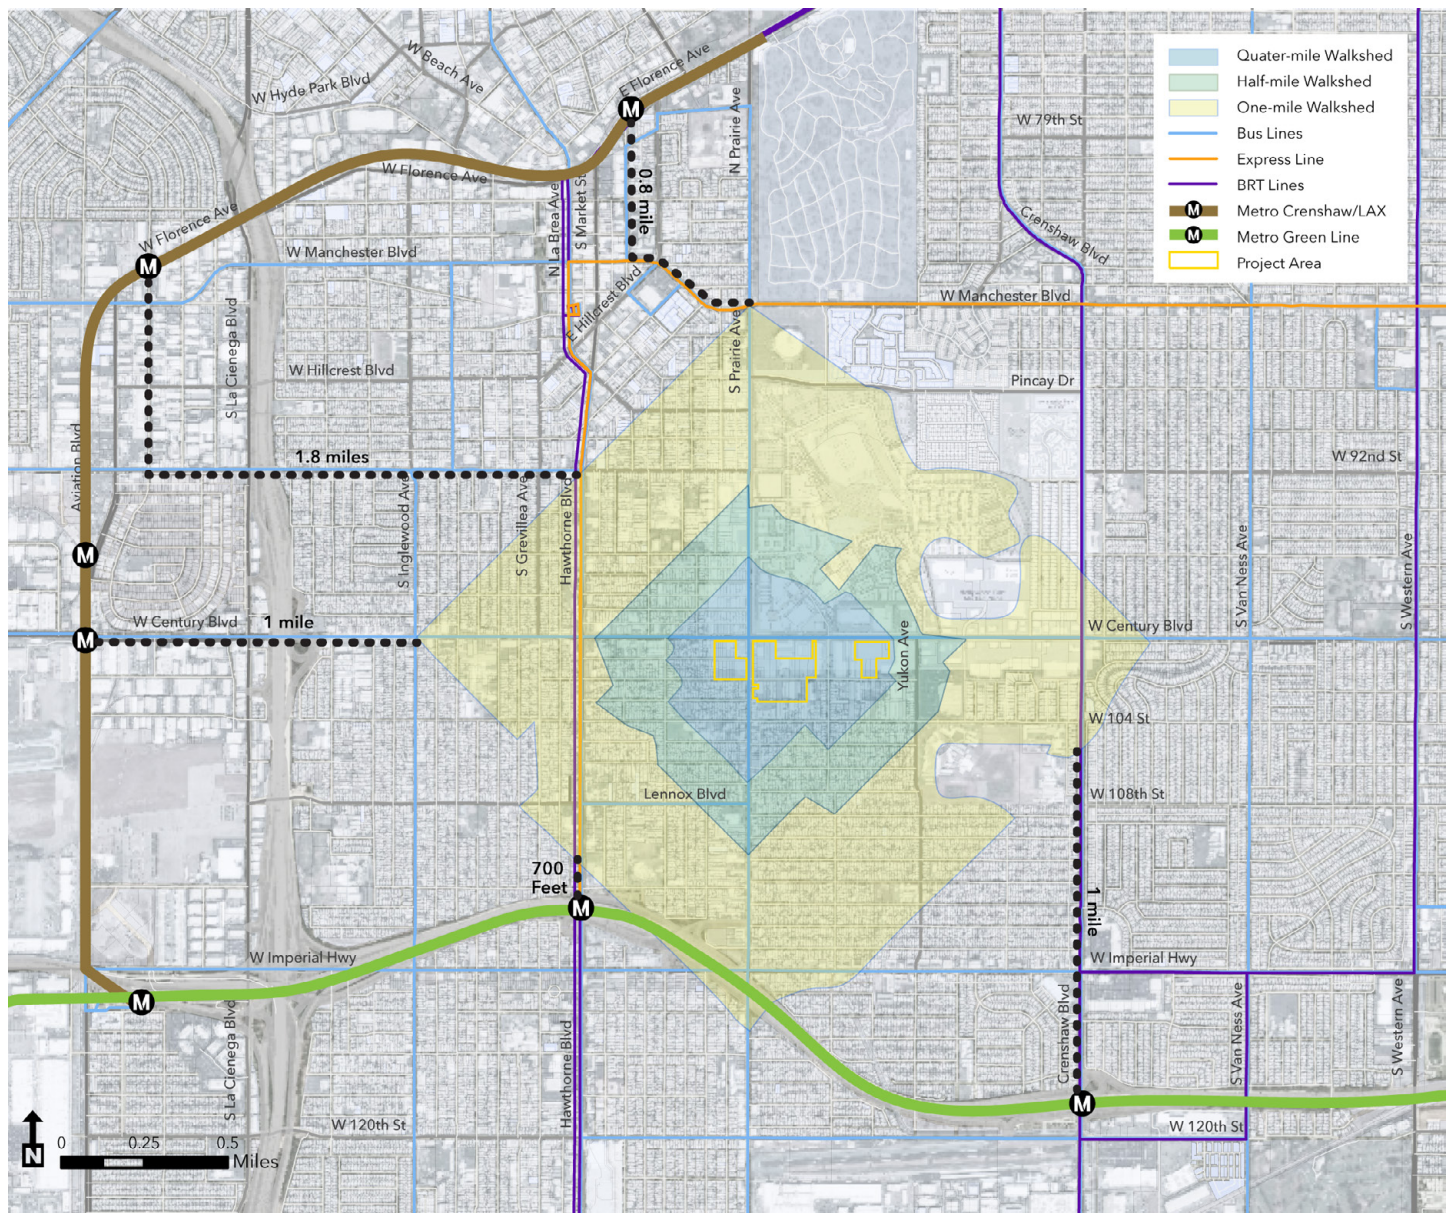 Quater-mile Walkshed
Half-mile Walkshed
One-mile Walkshed
Bus Lines
Express Line
BRT Lines
M Metro Crenshaw/LAX
M Metro Green Line
Project Area
W Beach Ave
E Florence Ave
W Hyde Park Blvd
M
N Prairie Ave
W 79th St
W Florence Ave
0.8 mile
N La Brea Ave
S Market St
W Florence Ave
Crenshaw Blvd
M
W Manchester Blvd
E Hillcrest Blvd
W Manchester Blvd
S La Cienega Blvd
S Prairie Ave
W Hillcrest Blvd
Pincay Dr
Aviation Blvd
1.8 miles
W 92nd St
S Inglewood Ave
S Grevillea Ave
Hawthorne Blvd
M
S Van Ness Ave
S Western Ave
W Century Blvd
1 mile
M
W Century Blvd
Yukon Ave
W 104 St
Lennox Blvd
W 108th St
700
Feet
M
1 mile
W Imperial Hwy
W Imperial Hwy
M
S La Cienega Blvd
Hawthorne Blvd
Crenshaw Blvd
S Van Ness Ave
S Western Ave
M
W 120th St
W 120th St
N
0 0.25 0.5
Miles